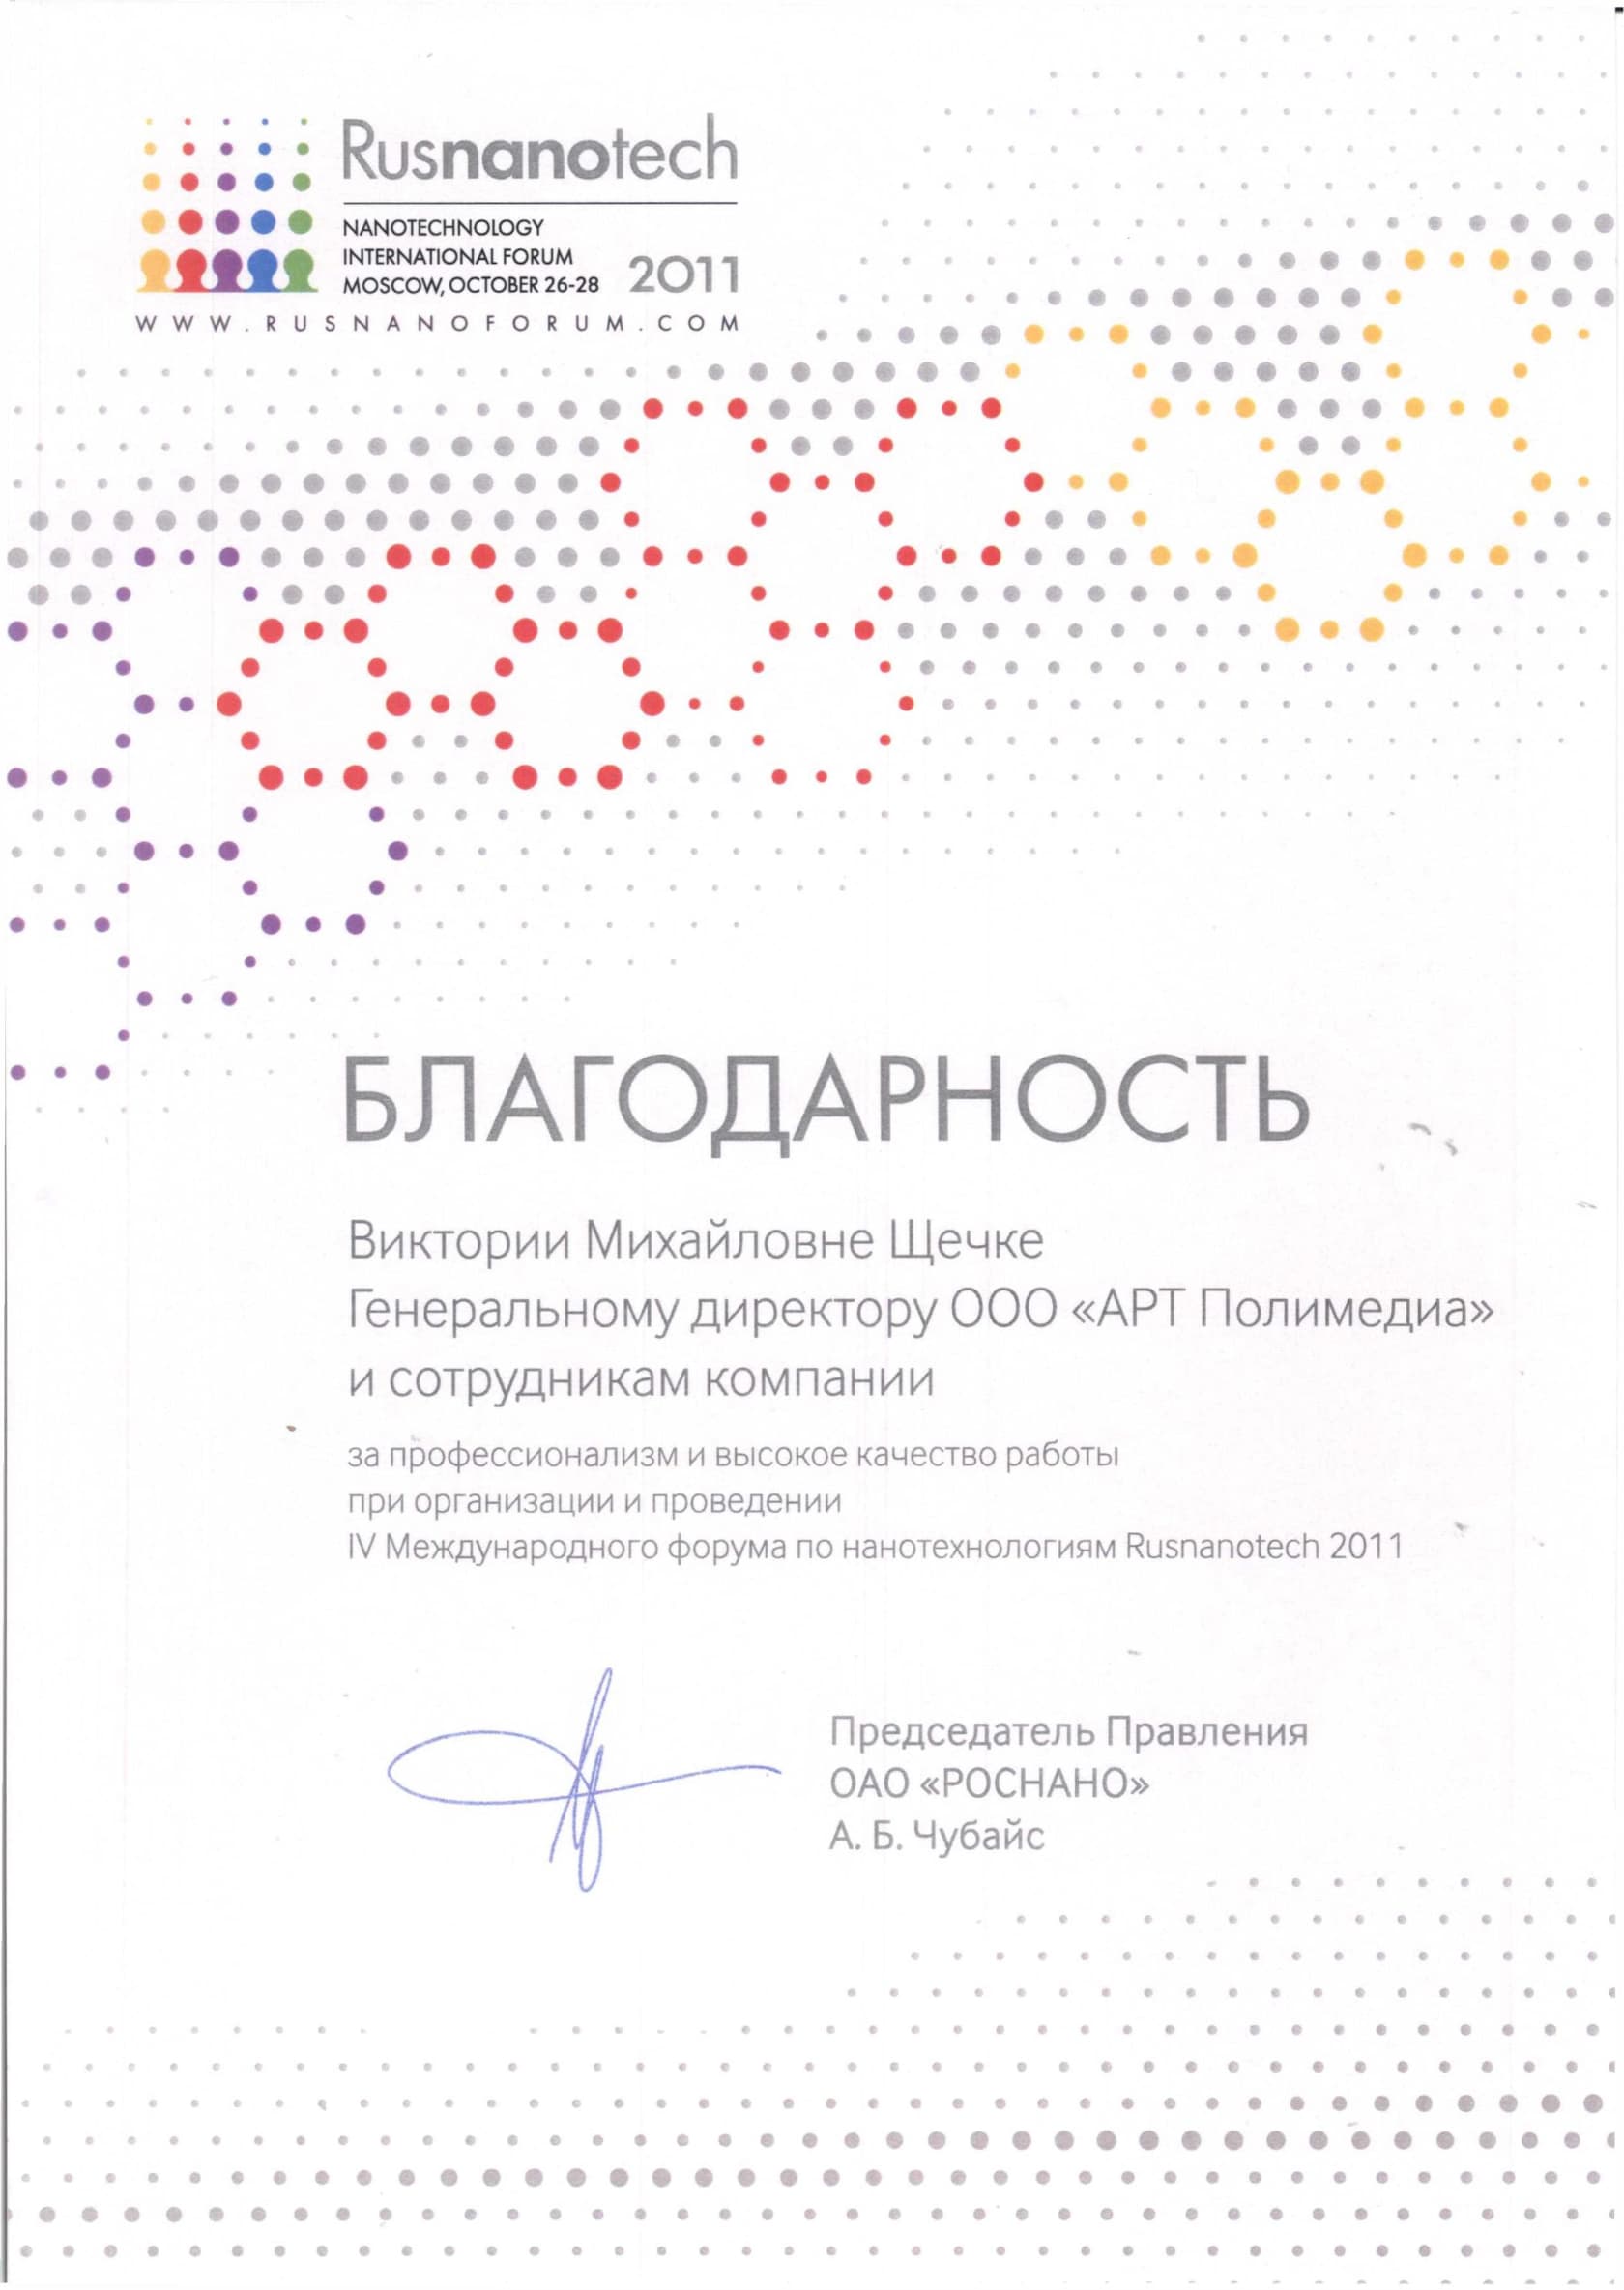 Rusnanotech
NANOTECHNOLOGY
INTERNATIONAL FORUM
MOSCOW, OCTOBER 26-28 2011
WWW.RUSNANOFORUM.COM
БЛАГОДАРНОСТЬ
Виктории Михайловне Щечке
Генеральному директору ООО «АРТ Полимедиа»
и сотрудникам компании
за профессионализм и высокое качество работы
при организации и проведении
IV Международного форума по нанотехнологиям Rusnanotech 2011
Председатель Правления
ОАО «РОСНАНО»
А. Б. Чубайс